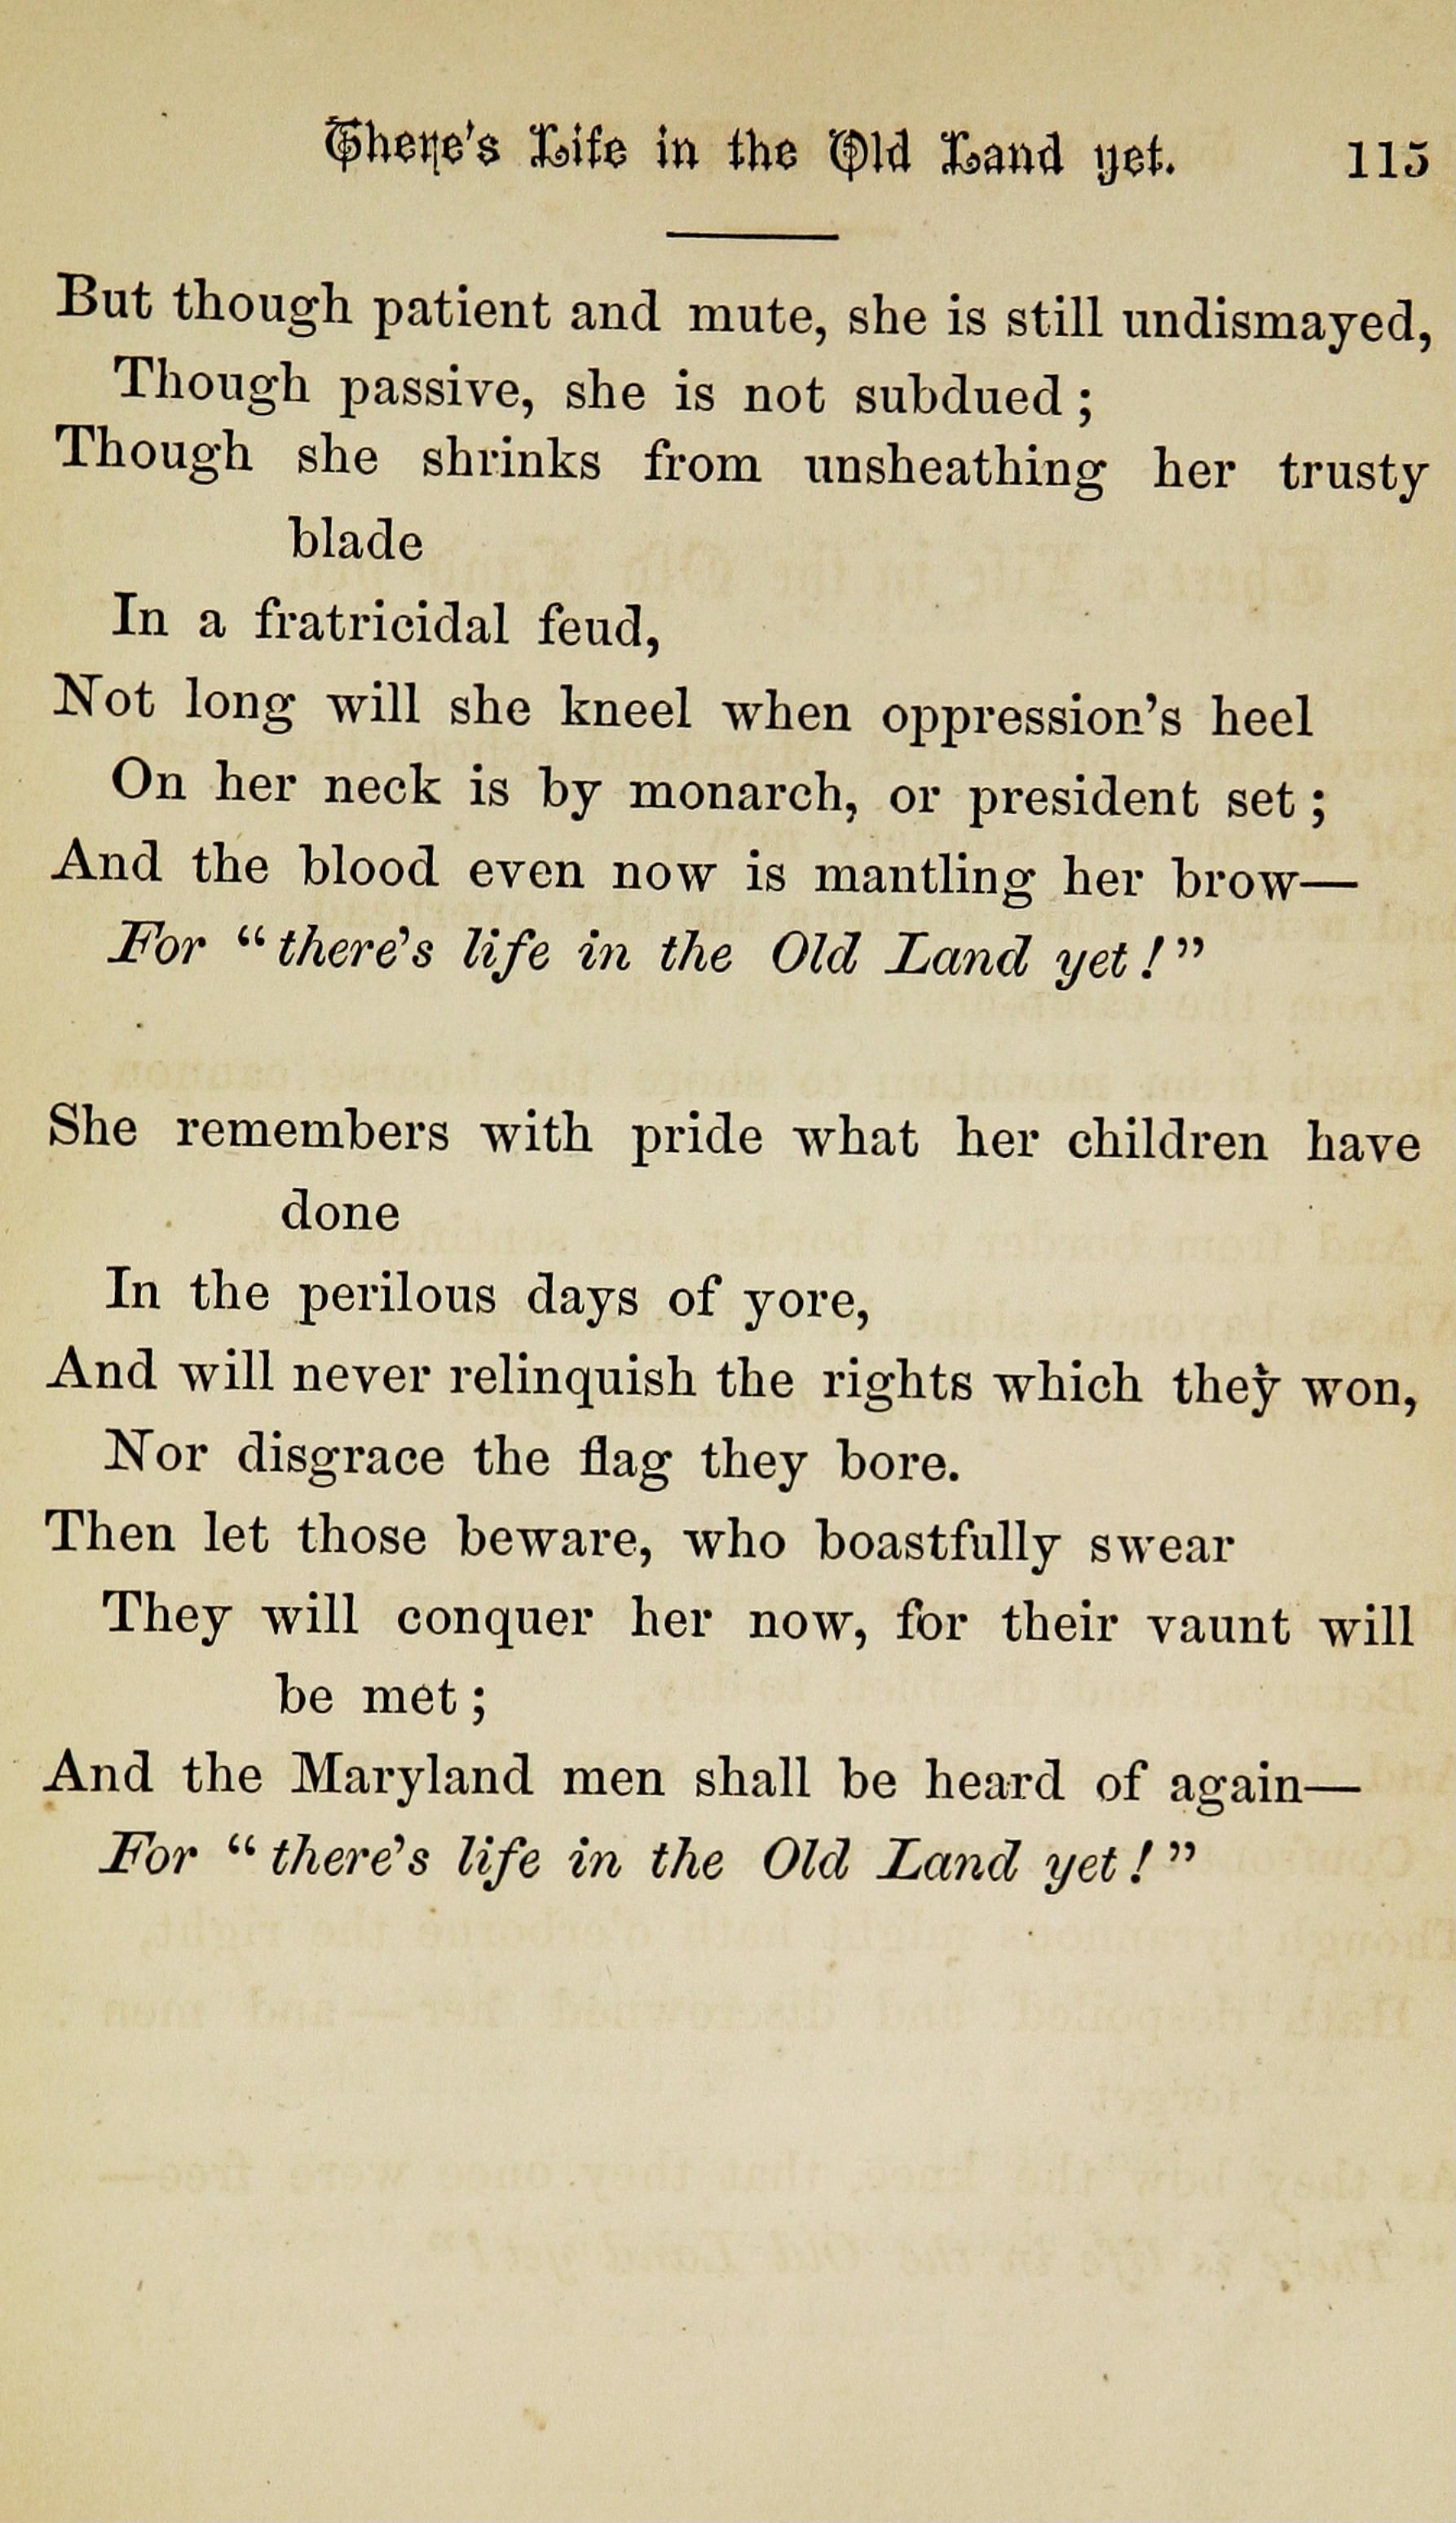 There's Life in the Old Land yet. 115
But though patient and mute, she is still undismayed,
Though passive, she is not subdued;
Though she shrinks from unsheathing her trusty
blade
In a fratricidal feud,
Not long will she kneel when oppression's heel
On her neck is by monarch, or president set;
And the blood even now is mantling her brow—
For "there's life in the Old Land yet!"
She remembers with pride what her children have
done
In the perilous days of yore,
And will never relinquish the rights which they won,
Nor disgrace the flag they bore.
Then let those beware, who boastfully swear
They will conquer her now, for their vaunt will
be met;
And the Maryland men shall be heard of again—
For "there's life in the Old Land yet!"